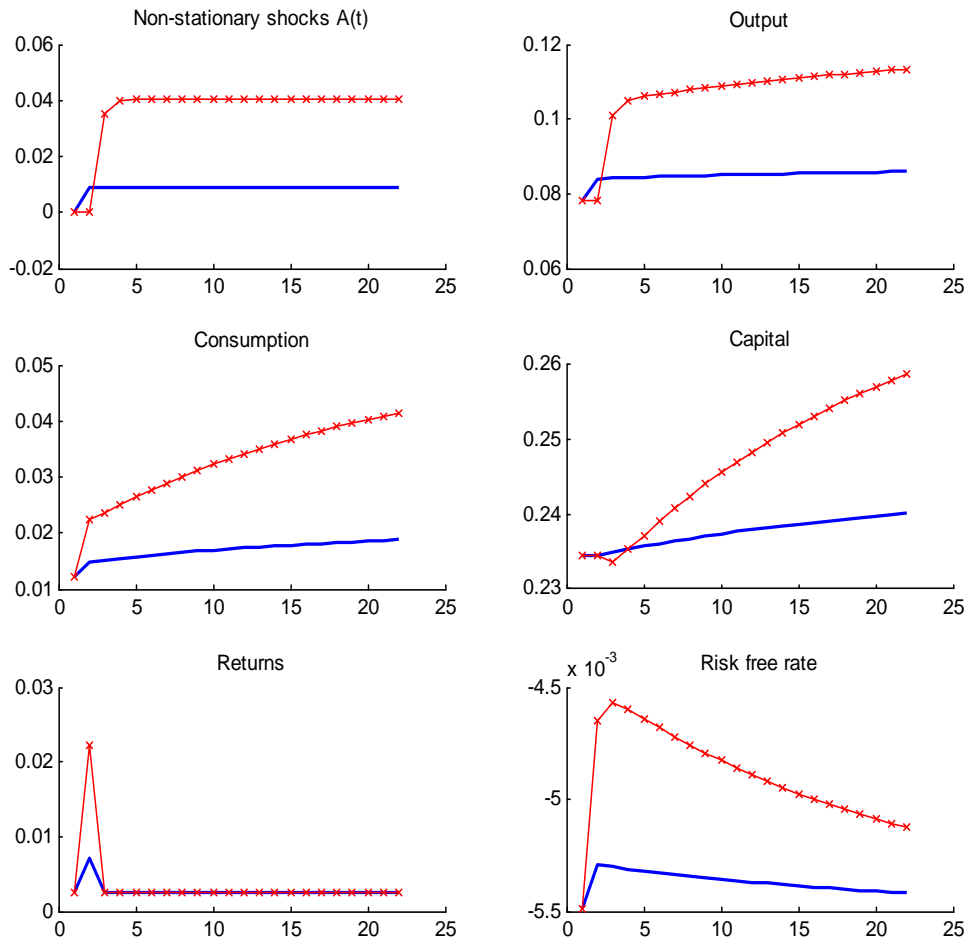 Non-stationary shocks A(t)
0.06
0.04
0.02
0
-0.02
0 5 10 15 20 25
Output
0.12
0.1
0.08
0.06
0 5 10 15 20 25
Consumption
0.05
0.04
0.03
0.02
0.01
0 5 10 15 20 25
Capital
0.26
0.25
0.24
0.23
0 5 10 15 20 25
Returns
0.03
0.02
0.01
0
0 5 10 15 20 25
x 10-3 Risk free rate
-4.5
-5
-5.5
0 5 10 15 20 25